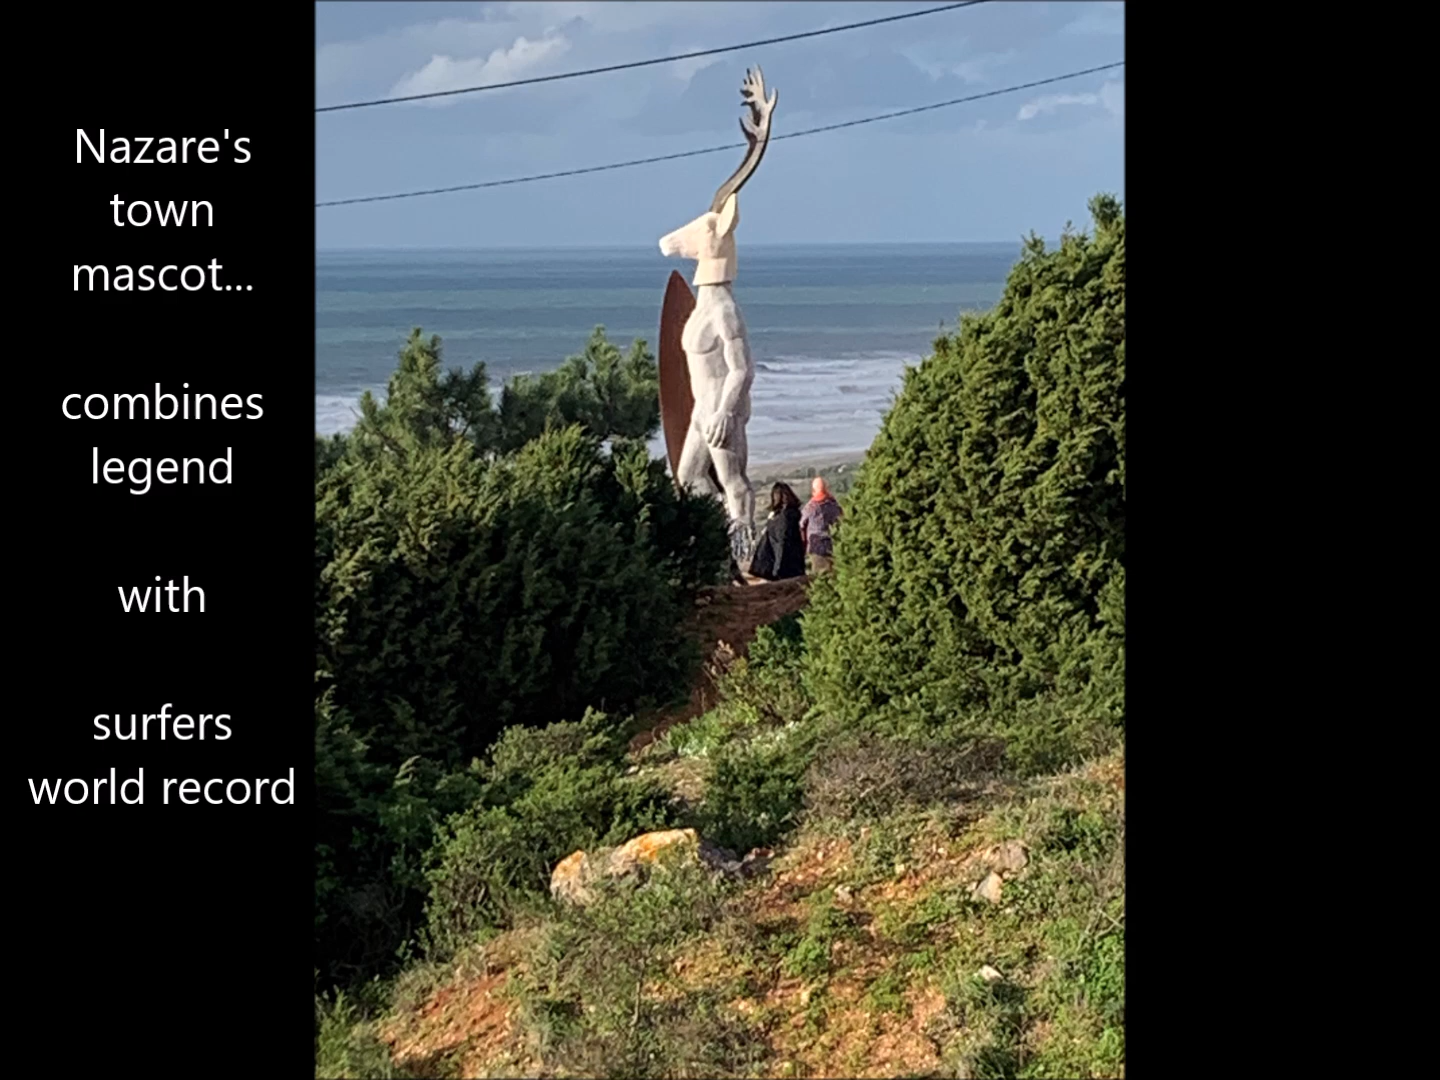 Nazare's
town
mascot...
combines
legend
with
surfers
world record